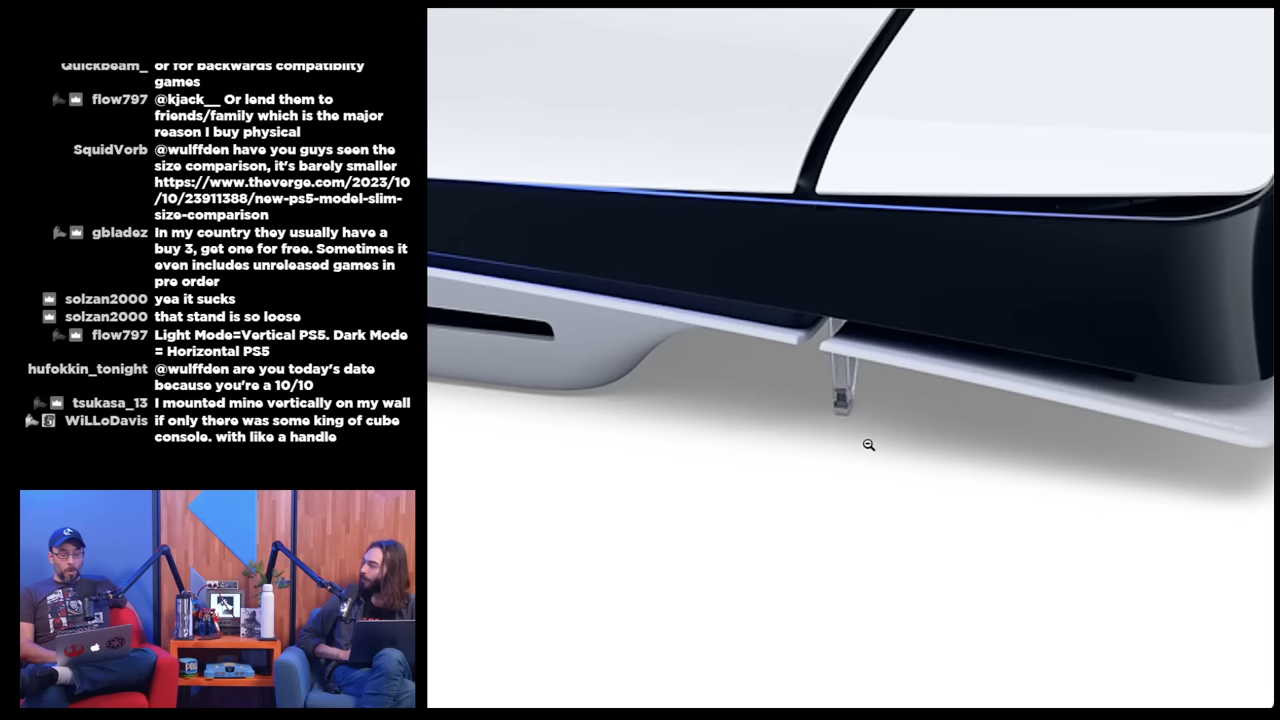 Quickbeam_ or for backwards compatibiity
games
flow797 @kjack__ Or lend them to
friends/family which is the major
reason I buy physical
SquidVorb @wulffden have you guys seen the
size comparison, it's barely smaller
https://www.theverge.com/2023/10
/10/23911388/new-ps5-model-slim-
size-comparison
gbladez In my country they usually have a
buy 3, get one for free. Sometimes it
even includes unreleased games in
pre order
solzan2000 yea it sucks
solzan2000 that stand is so loose
flow797 Light Mode=Vertical PS5. Dark Mode
= Horizontal PS5
hufokkin_tonight @wulffden are you today's date
because you're a 10/10
tsukasa_13 I mounted mine vertically on my wall
WiLLoDavis if only there was some king of cube
console. with like a handle